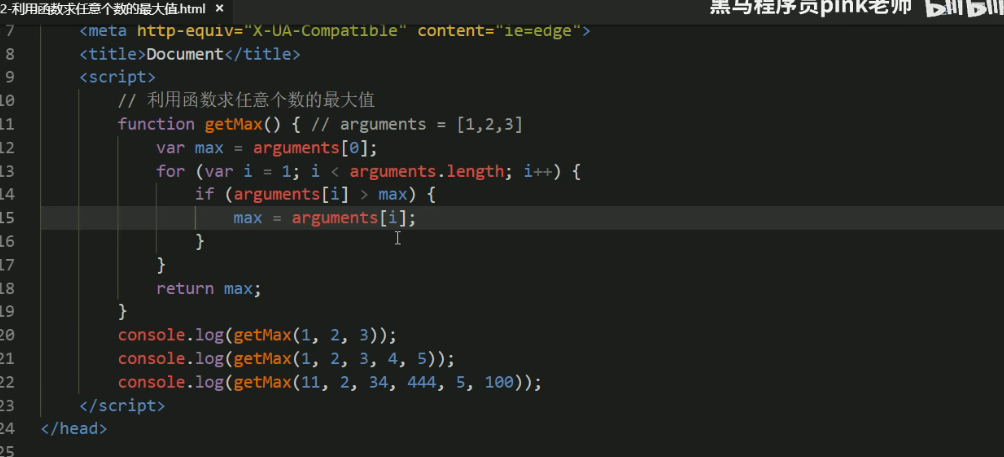 2-利用函数求任意个数的最大值.html ×
黑马程序员pink老师 bilibili
7 <meta http-equiv="X-UA-Compatible" content="ie=edge">
8 <title>Document</title>
9 <script>
10 // 利用函数求任意个数的最大值
11 function getMax() { // arguments = [1,2,3]
12 var max = arguments[0];
13 for (var i = 1; i < arguments.length; i++) {
14 if (arguments[i] > max) {
15 max = arguments[i];
16 }
17 }
18 return max;
19 }
20 console.log(getMax(1, 2, 3));
21 console.log(getMax(1, 2, 3, 4, 5));
22 console.log(getMax(11, 2, 34, 444, 5, 100));
23 </script>
24 </head>
25